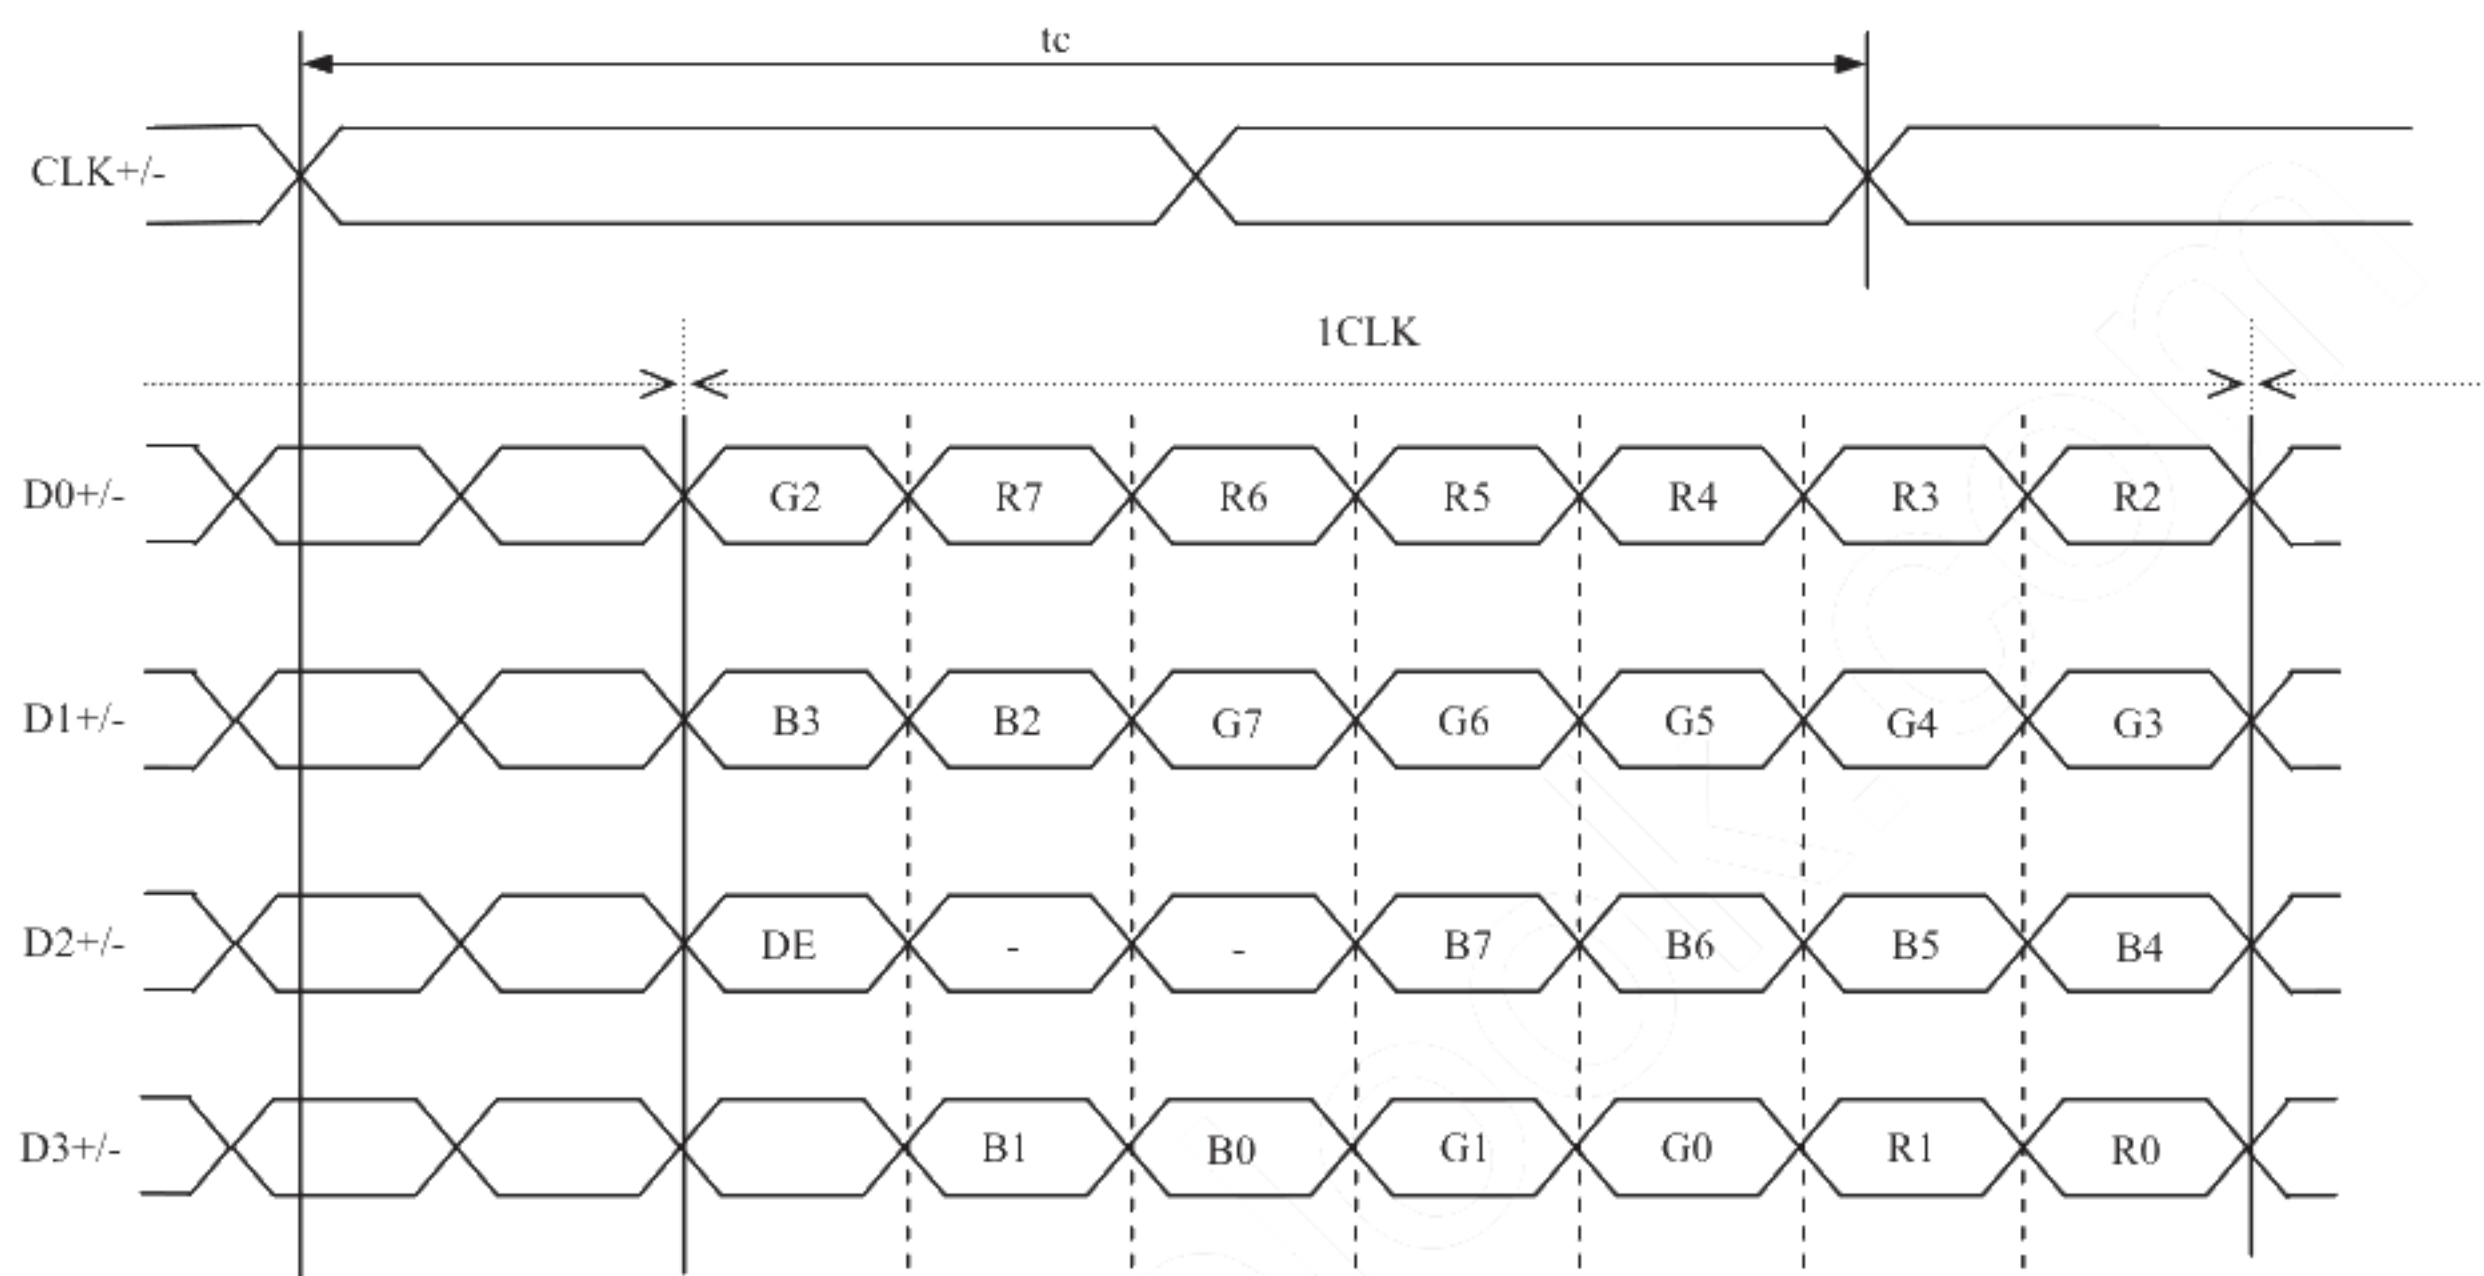 tc
CLK+/-
1CLK
D0+/- G2 R7 R6 R5 R4 R3 R2
D1+/- B3 B2 G7 G6 G5 G4 G3
D2+/- DE - - B7 B6 B5 B4
D3+/- B1 B0 G1 G0 R1 R0